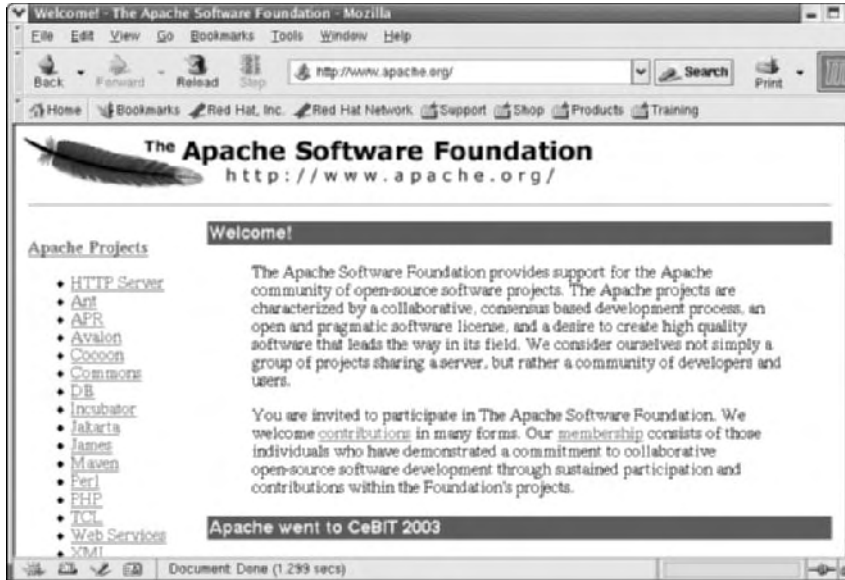 Welcome! - The Apache Software Foundation - Mozilla
File Edit View Go Bookmarks Tools Window Help
Back Forward Reload Stop http://www.apache.org/ Search Print
Home Bookmarks Red Hat, Inc. Red Hat Network Support Shop Products Training
The Apache Software Foundation
http://www.apache.org/
Apache Projects
HTTP Server
Ant
APR
Avalon
Cocoon
Commons
DB
Incubator
Jakarta
James
Maven
Perl
PHP
TCL
Web Services
XML
Welcome!
The Apache Software Foundation provides support for the Apache
community of open-source software projects. The Apache projects are
characterized by a collaborative, consensus based development process, an
open and pragmatic software license, and a desire to create high quality
software that leads the way in its field. We consider ourselves not simply a
group of projects sharing a server, but rather a community of developers and
users.
You are invited to participate in The Apache Software Foundation. We
welcome contributions in many forms. Our membership consists of those
individuals who have demonstrated a commitment to collaborative
open-source software development through sustained participation and
contributions within the Foundation's projects.
Apache went to CeBIT 2003
Document: Done (1.299 secs)